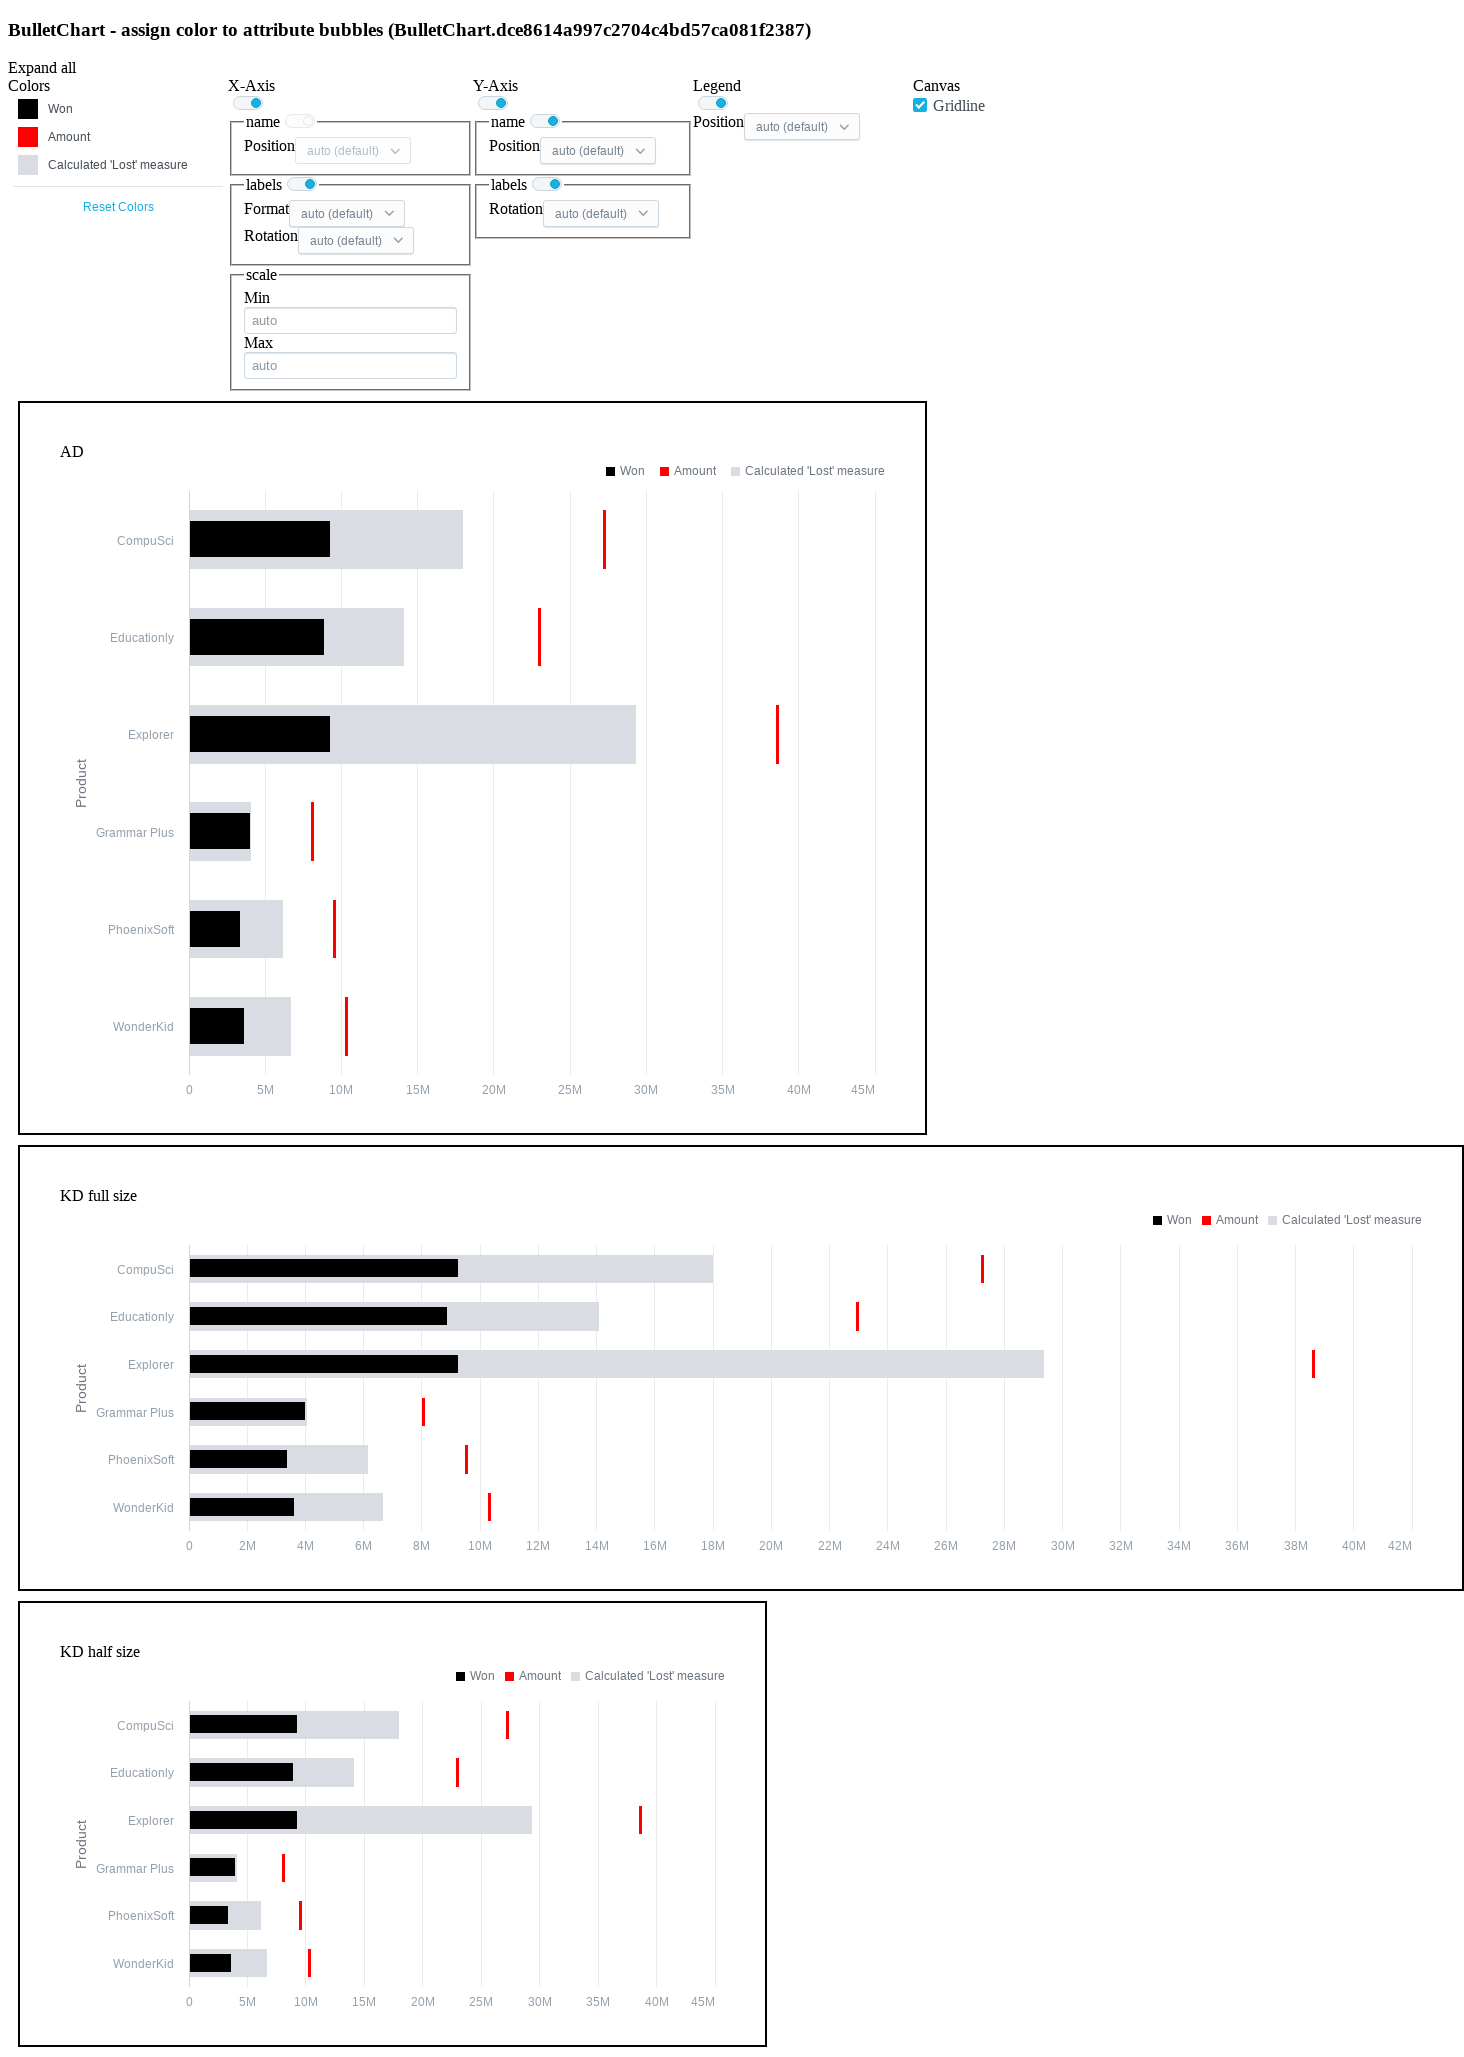 BulletChart - assign color to attribute bubbles (BulletChart.dce8614a997c2704c4bd57ca081f2387)
Expand all
Colors
Won
Amount
Calculated 'Lost' measure
Reset Colors
X-Axis
name
Position auto (default)
labels
Format auto (default)
Rotation auto (default)
scale
Min
auto
Max
auto
Y-Axis
name
Position auto (default)
labels
Rotation auto (default)
Legend
Position auto (default)
Canvas
Gridline
AD
Won Amount Calculated 'Lost' measure
Product
CompuSci
Educationly
Explorer
Grammar Plus
PhoenixSoft
WonderKid
0 5M 10M 15M 20M 25M 30M 35M 40M 45M
KD full size
Won Amount Calculated 'Lost' measure
Product
CompuSci
Educationly
Explorer
Grammar Plus
PhoenixSoft
WonderKid
0 2M 4M 6M 8M 10M 12M 14M 16M 18M 20M 22M 24M 26M 28M 30M 32M 34M 36M 38M 40M 42M
KD half size
Won Amount Calculated 'Lost' measure
Product
CompuSci
Educationly
Explorer
Grammar Plus
PhoenixSoft
WonderKid
0 5M 10M 15M 20M 25M 30M 35M 40M 45M